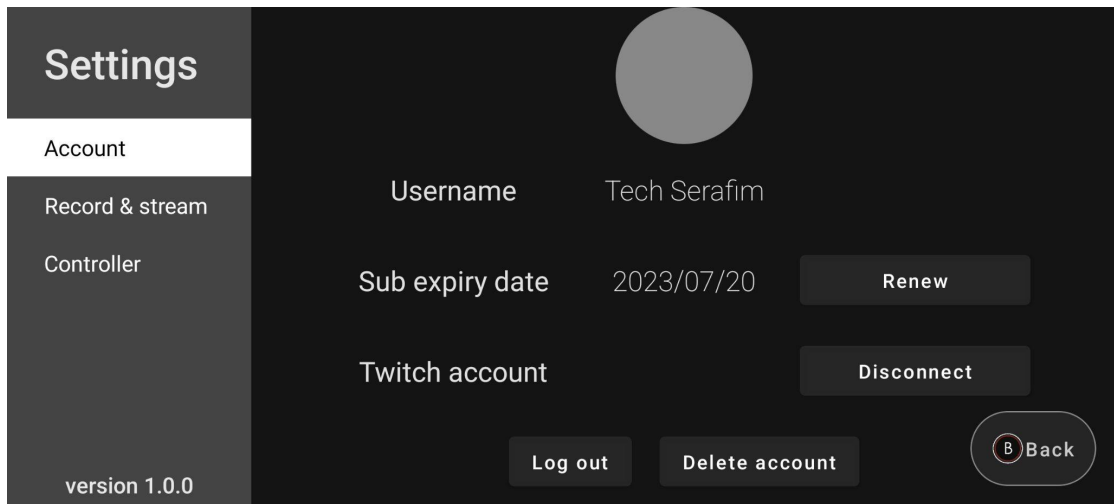 Settings
Account
Record & stream
Controller
version 1.0.0
Username Tech Serafim
Sub expiry date 2023/07/20 Renew
Twitch account Disconnect
Log out Delete account
B Back